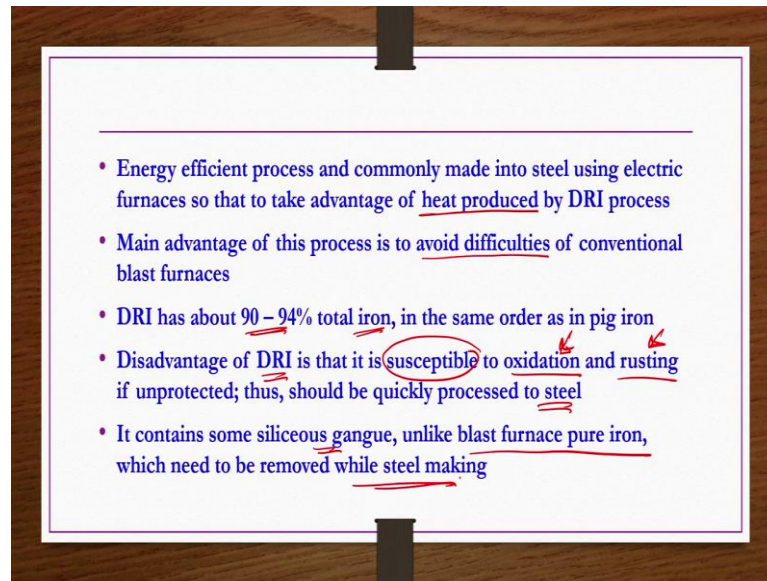 • Energy efficient process and commonly made into steel using electric
furnaces so that to take advantage of heat produced by DRI process
• Main advantage of this process is to avoid difficulties of conventional
blast furnaces
• DRI has about 90 – 94% total iron, in the same order as in pig iron
• Disadvantage of DRI is that it is susceptible to oxidation and rusting
if unprotected; thus, should be quickly processed to steel
• It contains some siliceous gangue, unlike blast furnace pure iron,
which need to be removed while steel making